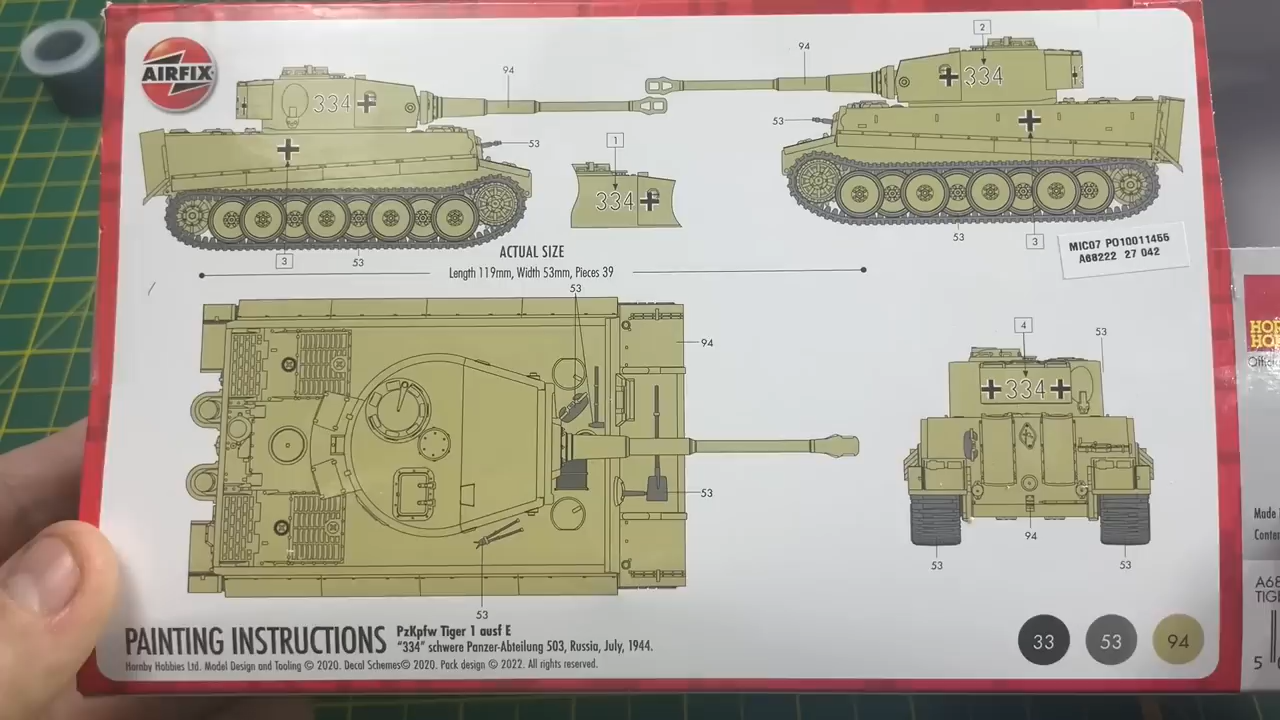 AIRFIX
94
334
53
1
334
3
53
2
94
334
53
53
3
MIC07 PO10011455
A68222 27 042
ACTUAL SIZE
Length 119mm, Width 53mm, Pieces 39
53
94
53
53
4
53
334
94
53
53
PAINTING INSTRUCTIONS
PzKpfw Tiger 1 ausf E
“334” schwere Panzer-Abteilung 503, Russia, July, 1944.
Hornby Hobbies Ltd. Model Design and Tooling © 2020. Decal Schemes© 2020. Pack design © 2022. All rights reserved.
33
53
94
Made
5